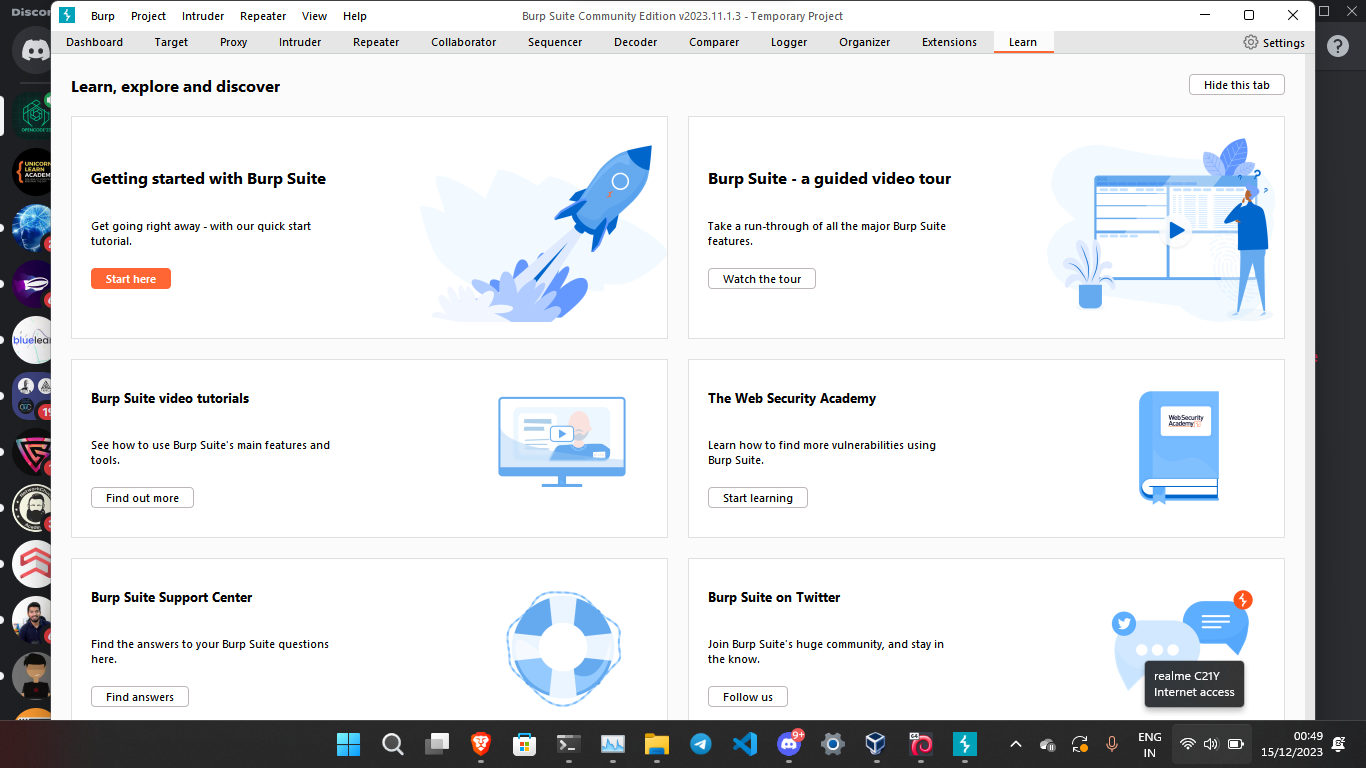 Discor
Burp Project Intruder Repeater View Help
Burp Suite Community Edition v2023.11.1.3 - Temporary Project
Dashboard Target Proxy Intruder Repeater Collaborator Sequencer Decoder Comparer Logger Organizer Extensions Learn
Settings
Learn, explore and discover
Hide this tab
Getting started with Burp Suite
Get going right away - with our quick start
tutorial.
Start here
Burp Suite - a guided video tour
Take a run-through of all the major Burp Suite
features.
Watch the tour
Burp Suite video tutorials
See how to use Burp Suite's main features and
tools.
Find out more
The Web Security Academy
Learn how to find more vulnerabilities using
Burp Suite.
Start learning
WebSecurity
Academy
Burp Suite Support Center
Find the answers to your Burp Suite questions
here.
Find answers
Burp Suite on Twitter
Join Burp Suite's huge community, and stay in
the know.
Follow us
realme C21Y
Internet access
UNICORN
LEARN
ACADEM
bluelear
19
9+
64
ENG
IN
00:49
15/12/2023